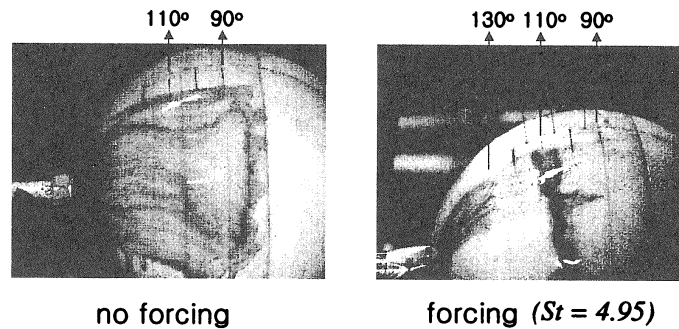 110° 90°
130° 110° 90°
no forcing
forcing (St = 4.95)